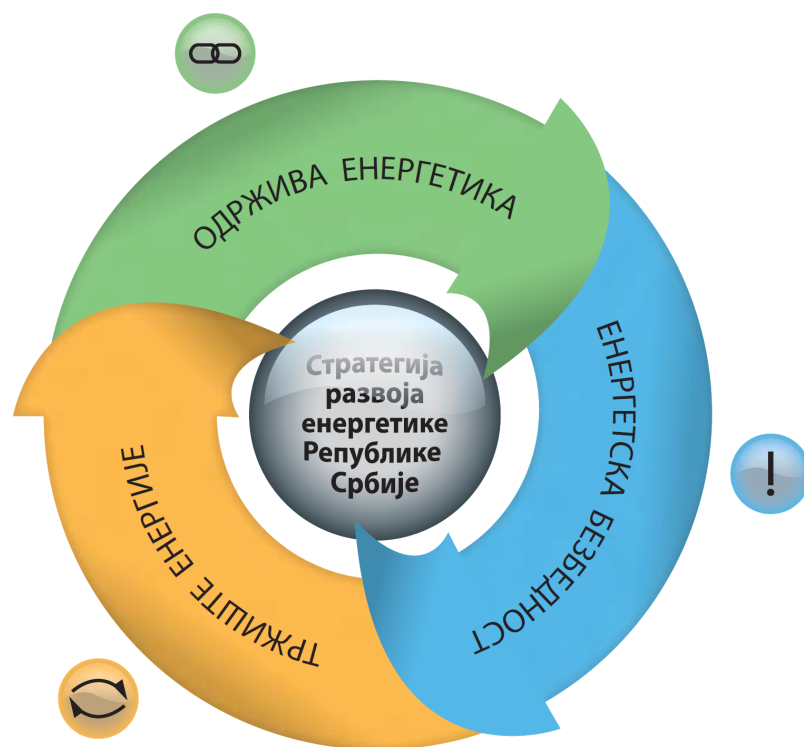 ОДРЖИВА ЕНЕРГЕТИКА
ЕНЕРГЕТСКА БЕЗБЕДНОСТ
ТРЖИШТЕ ЕНЕРГИЈЕ
Стратегија
развоја
енергетике
Републике
Србије
!